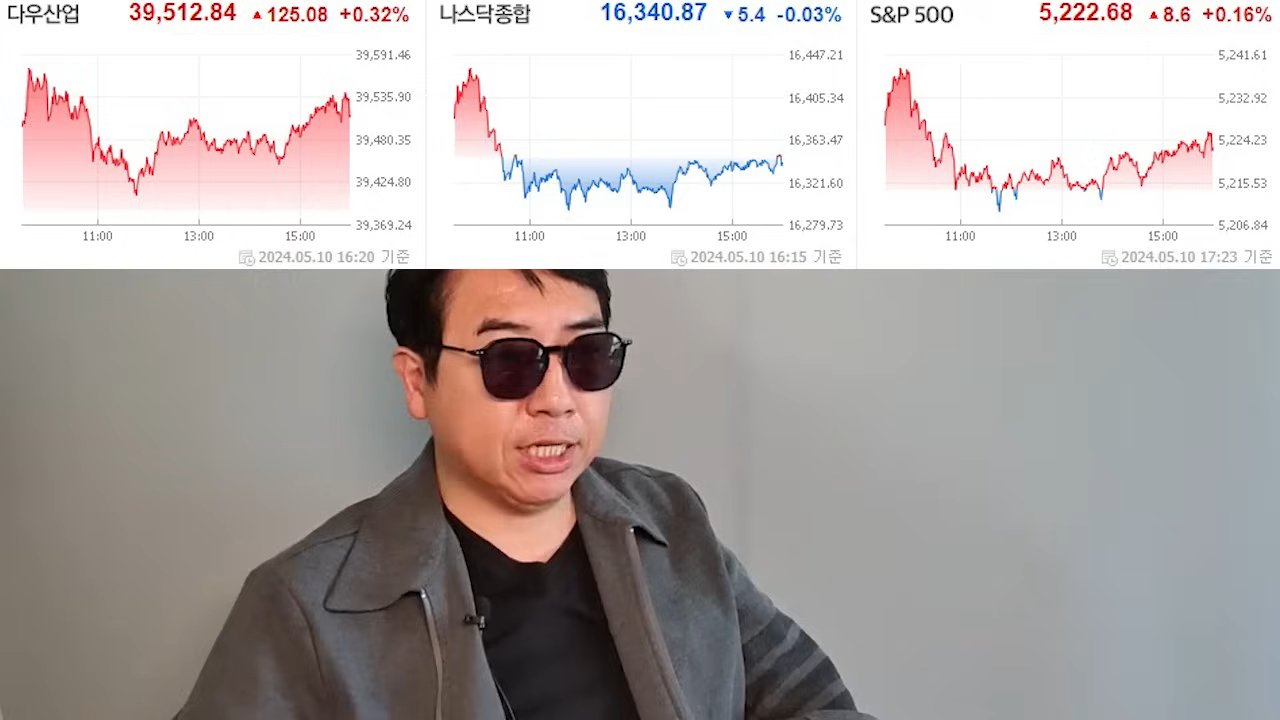 다우산업 39,512.84 ▲125.08 +0.32%
39,591.46
39,535.90
39,480.35
39,424.80
39,369.24
11:00 13:00 15:00
2024.05.10 16:20 기준
나스닥종합 16,340.87 ▼5.4 -0.03%
16,447.21
16,405.34
16,363.47
16,321.60
16,279.73
11:00 13:00 15:00
2024.05.10 16:15 기준
S&P 500 5,222.68 ▲8.6 +0.16%
5,241.61
5,232.92
5,224.23
5,215.53
5,206.84
11:00 13:00 15:00
2024.05.10 17:23 기준